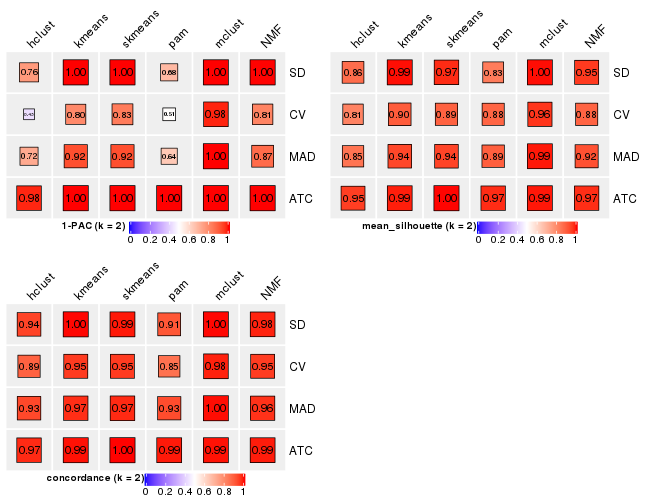 hclust kmeans skmeans pam mclust NMF
0.76 1.00 1.00 0.68 1.00 1.00 SD
0.80 0.83 0.51 0.98 0.81 CV
0.72 0.92 0.92 0.64 1.00 0.87 MAD
0.98 1.00 1.00 1.00 1.00 1.00 ATC
1-PAC (k = 2)
0 0.2 0.4 0.6 0.8 1
hclust kmeans skmeans pam mclust NMF
0.86 0.99 0.97 0.83 1.00 0.95 SD
0.81 0.90 0.89 0.88 0.96 0.88 CV
0.85 0.94 0.94 0.89 0.99 0.92 MAD
0.95 0.99 1.00 0.97 0.99 0.97 ATC
mean_silhouette (k = 2)
0 0.2 0.4 0.6 0.8 1
hclust kmeans skmeans pam mclust NMF
0.94 1.00 0.99 0.91 1.00 0.98 SD
0.89 0.95 0.95 0.85 0.98 0.95 CV
0.93 0.97 0.97 0.93 1.00 0.96 MAD
0.97 0.99 1.00 0.99 0.99 0.99 ATC
concordance (k = 2)
0 0.2 0.4 0.6 0.8 1